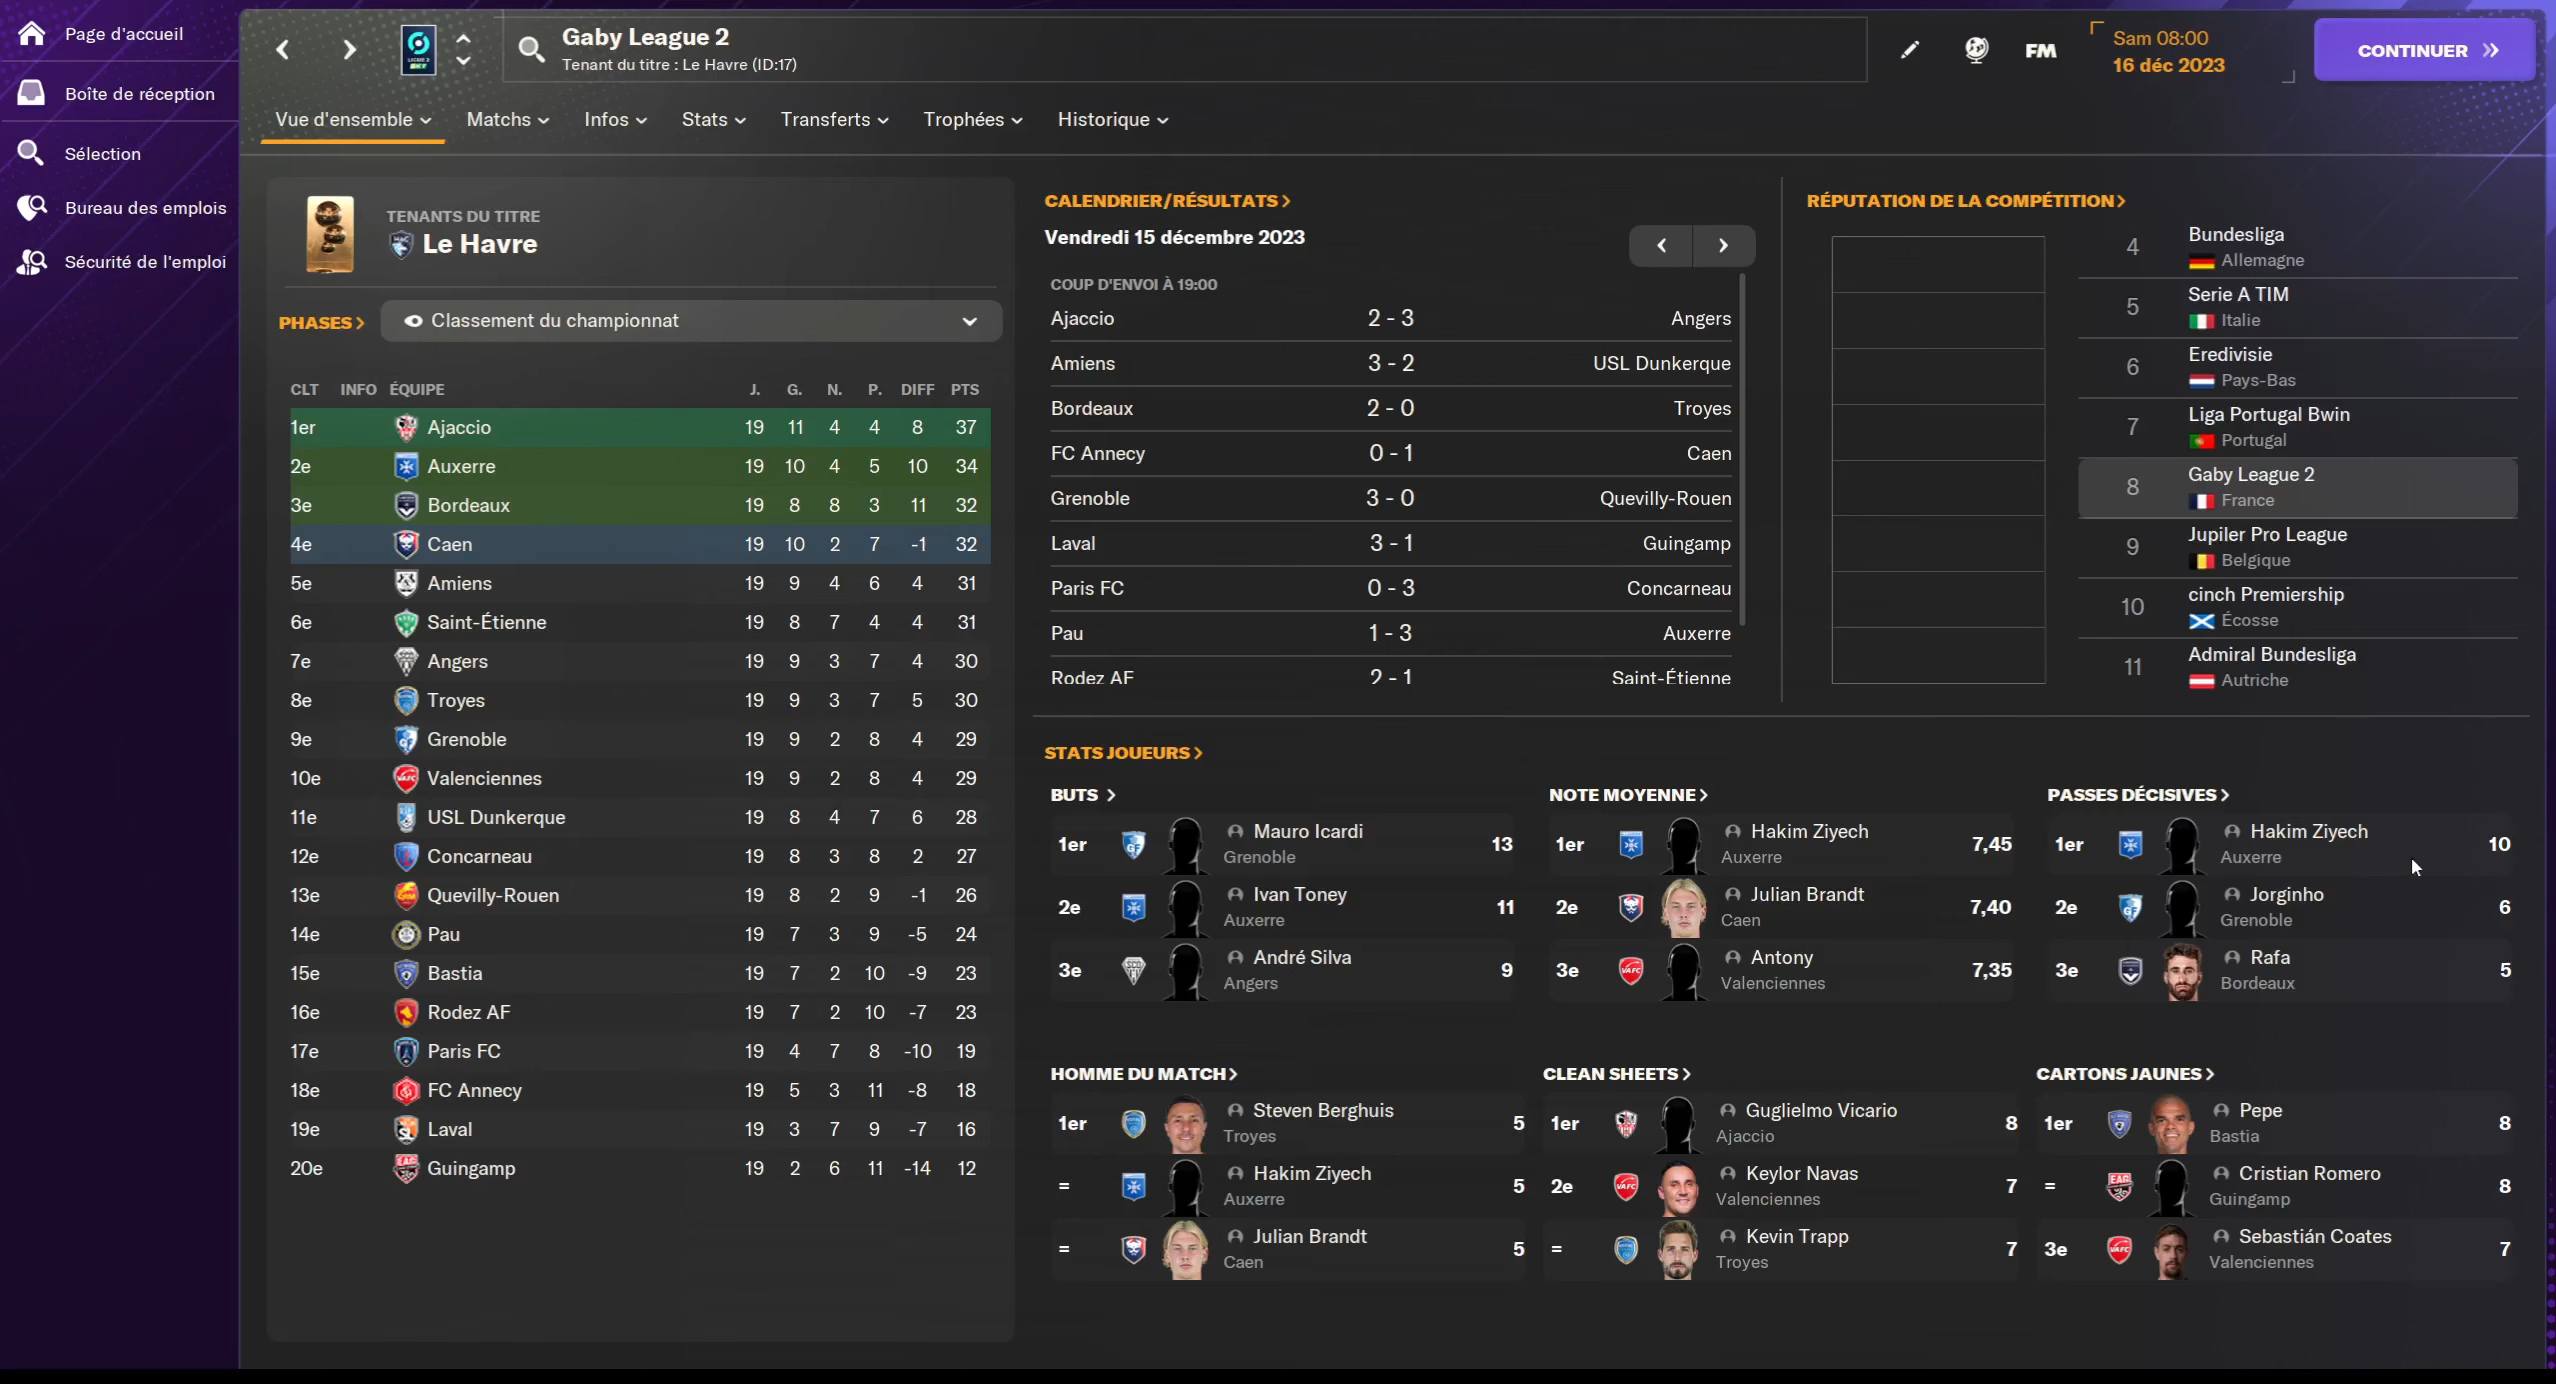 Page d'accueil
Boîte de réception
Sélection
Bureau des emplois
Sécurité de l'emploi
Gaby League 2
Tenant du titre : Le Havre (ID:17)
FM
Sam 08:00
16 déc 2023
CONTINUER
Vue d'ensemble Matchs Infos Stats Transferts Trophées Historique
TENANTS DU TITRE
Le Havre
PHASES Classement du championnat
CLT INFO ÉQUIPE J. G. N. P. DIFF PTS
1er Ajaccio 19 11 4 4 8 37
2e Auxerre 19 10 4 5 10 34
3e Bordeaux 19 8 8 3 11 32
4e Caen 19 10 2 7 -1 32
5e Amiens 19 9 4 6 4 31
6e Saint-Étienne 19 8 7 4 4 31
7e Angers 19 9 3 7 4 30
8e Troyes 19 9 3 7 5 30
9e Grenoble 19 9 2 8 4 29
10e Valenciennes 19 9 2 8 4 29
11e USL Dunkerque 19 8 4 7 6 28
12e Concarneau 19 8 3 8 2 27
13e Quevilly-Rouen 19 8 2 9 -1 26
14e Pau 19 7 3 9 -5 24
15e Bastia 19 7 2 10 -9 23
16e Rodez AF 19 7 2 10 -7 23
17e Paris FC 19 4 7 8 -10 19
18e FC Annecy 19 5 3 11 -8 18
19e Laval 19 3 7 9 -7 16
20e Guingamp 19 2 6 11 -14 12
CALENDRIER/RÉSULTATS
Vendredi 15 décembre 2023
COUP D'ENVOI À 19:00
Ajaccio 2 - 3 Angers
Amiens 3 - 2 USL Dunkerque
Bordeaux 2 - 0 Troyes
FC Annecy 0 - 1 Caen
Grenoble 3 - 0 Quevilly-Rouen
Laval 3 - 1 Guingamp
Paris FC 0 - 3 Concarneau
Pau 1 - 3 Auxerre
Rodez AF 2 - 1 Saint-Étienne
RÉPUTATION DE LA COMPÉTITION
4 Bundesliga
Allemagne
5 Serie A TIM
Italie
6 Eredivisie
Pays-Bas
7 Liga Portugal Bwin
Portugal
8 Gaby League 2
France
9 Jupiler Pro League
Belgique
10 cinch Premiership
Écosse
11 Admiral Bundesliga
Autriche
STATS JOUEURS
BUTS
1er Mauro Icardi 13
Grenoble
2e Ivan Toney 11
Auxerre
3e André Silva 9
Angers
NOTE MOYENNE
1er Hakim Ziyech 7,45
Auxerre
2e Julian Brandt 7,40
Caen
3e Antony 7,35
Valenciennes
PASSES DÉCISIVES
1er Hakim Ziyech 10
Auxerre
2e Jorginho 6
Grenoble
3e Rafa 5
Bordeaux
HOMME DU MATCH
1er Steven Berghuis 5
Troyes
= Hakim Ziyech 5
Auxerre
= Julian Brandt 5
Caen
CLEAN SHEETS
1er Guglielmo Vicario 8
Ajaccio
2e Keylor Navas 7
Valenciennes
= Kevin Trapp 7
Troyes
CARTONS JAUNES
1er Pepe 8
Bastia
= Cristian Romero 8
Guingamp
3e Sebastián Coates 7
Valenciennes